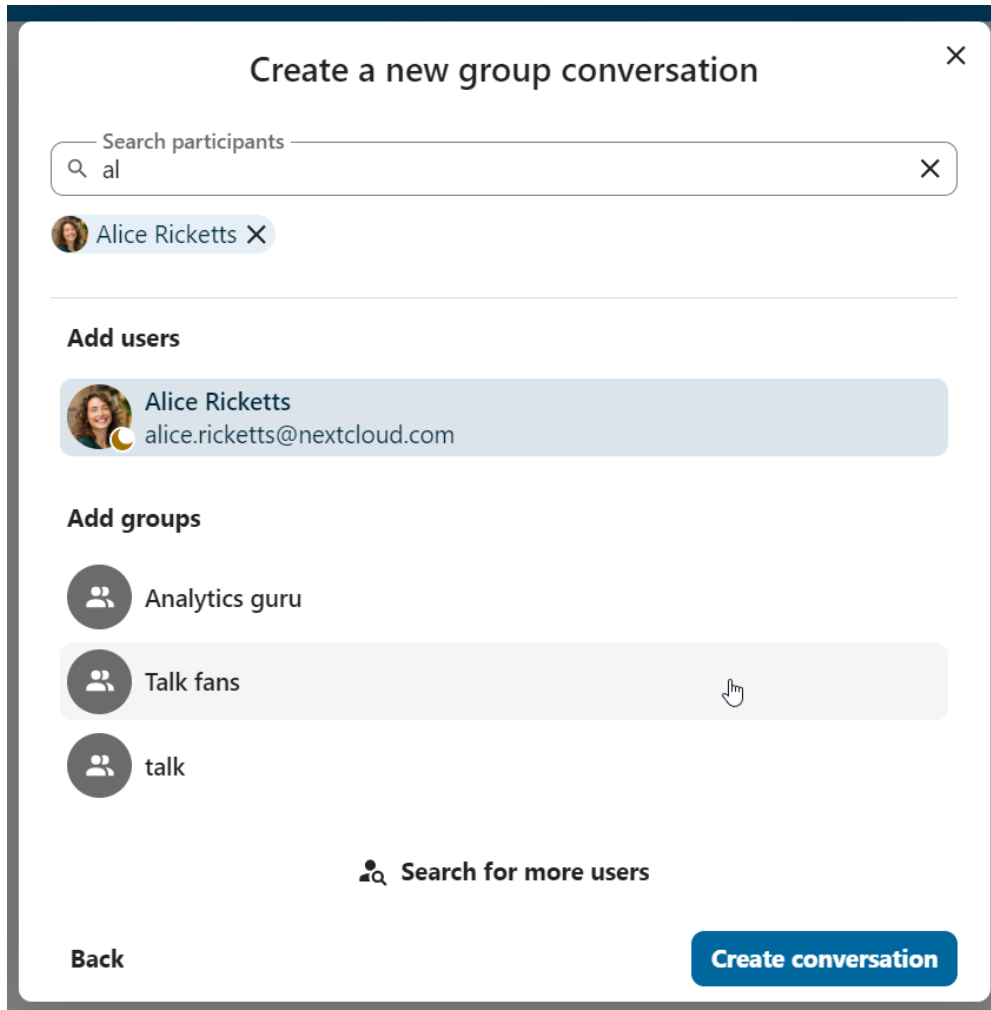 Create a new group conversation
Search participants
al
Alice Ricketts
Add users
Alice Ricketts
alice.ricketts@nextcloud.com
Add groups
Analytics guru
Talk fans
talk
Search for more users
Back
Create conversation